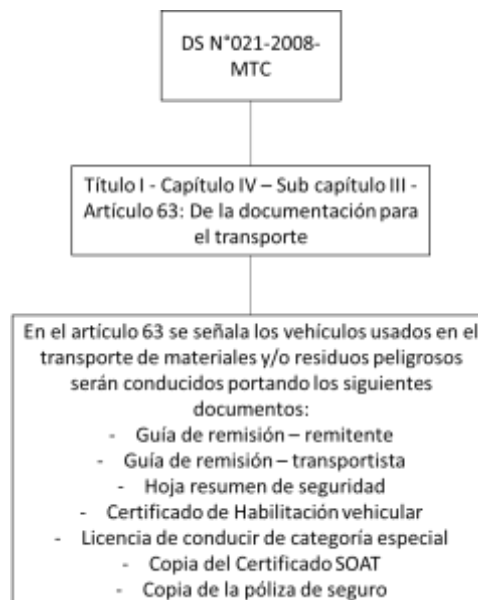 DS N°021-2008-
MTC
Título I - Capítulo IV – Sub capítulo III -
Artículo 63: De la documentación para
el transporte
En el artículo 63 se señala los vehículos usados en el
transporte de materiales y/o residuos peligrosos
serán conducidos portando los siguientes
documentos:
- Guía de remisión – remitente
- Guía de remisión – transportista
- Hoja resumen de seguridad
- Certificado de Habilitación vehicular
- Licencia de conducir de categoría especial
- Copia del Certificado SOAT
- Copia de la póliza de seguro